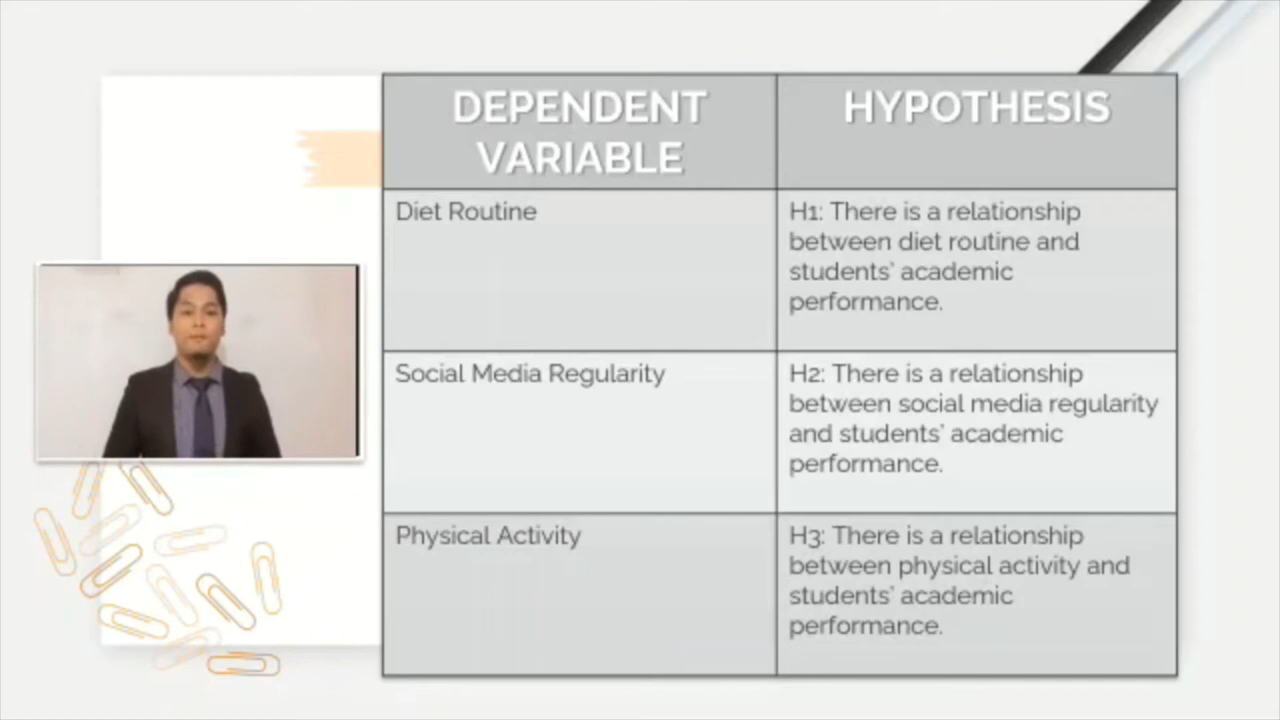 DEPENDENT
VARIABLE
HYPOTHESIS
Diet Routine
H1: There is a relationship
between diet routine and
students’ academic
performance.
Social Media Regularity
H2: There is a relationship
between social media regularity
and students’ academic
performance.
Physical Activity
H3: There is a relationship
between physical activity and
students’ academic
performance.